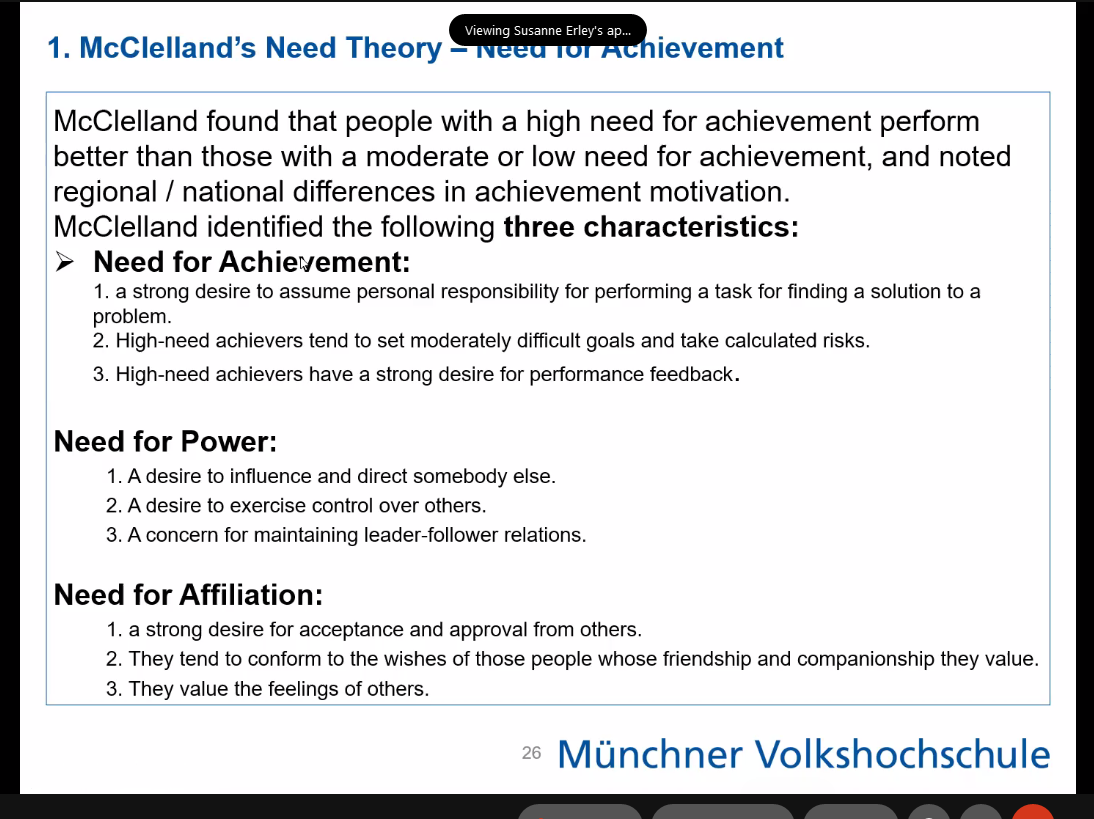 Viewing Susanne Erley's ap...
1. McClelland’s Need Theory – Need for Achievement
McClelland found that people with a high need for achievement perform
better than those with a moderate or low need for achievement, and noted
regional / national differences in achievement motivation.
McClelland identified the following three characteristics:
➢ Need for Achievement:
1. a strong desire to assume personal responsibility for performing a task for finding a solution to a
problem.
2. High-need achievers tend to set moderately difficult goals and take calculated risks.
3. High-need achievers have a strong desire for performance feedback.
Need for Power:
1. A desire to influence and direct somebody else.
2. A desire to exercise control over others.
3. A concern for maintaining leader-follower relations.
Need for Affiliation:
1. a strong desire for acceptance and approval from others.
2. They tend to conform to the wishes of those people whose friendship and companionship they value.
3. They value the feelings of others.
26 Münchner Volkshochschule